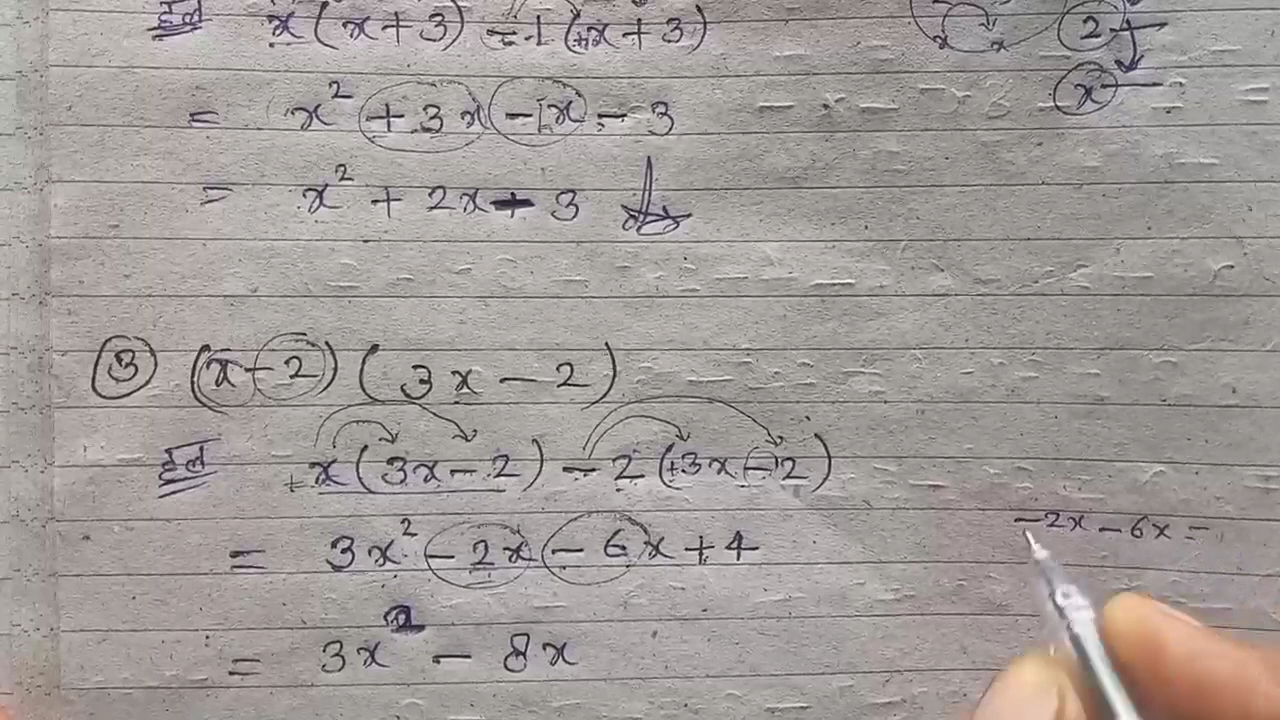 हल x(x+3) -1(+x+3)
2
x
= x² +3x -1x - 3
= x² + 2x - 3
③ (x-2)(3x-2)
हल +x(3x-2) -2(+3x-2)
-2x-6x=
= 3x² -2x -6x +4
= 3x² - 8x